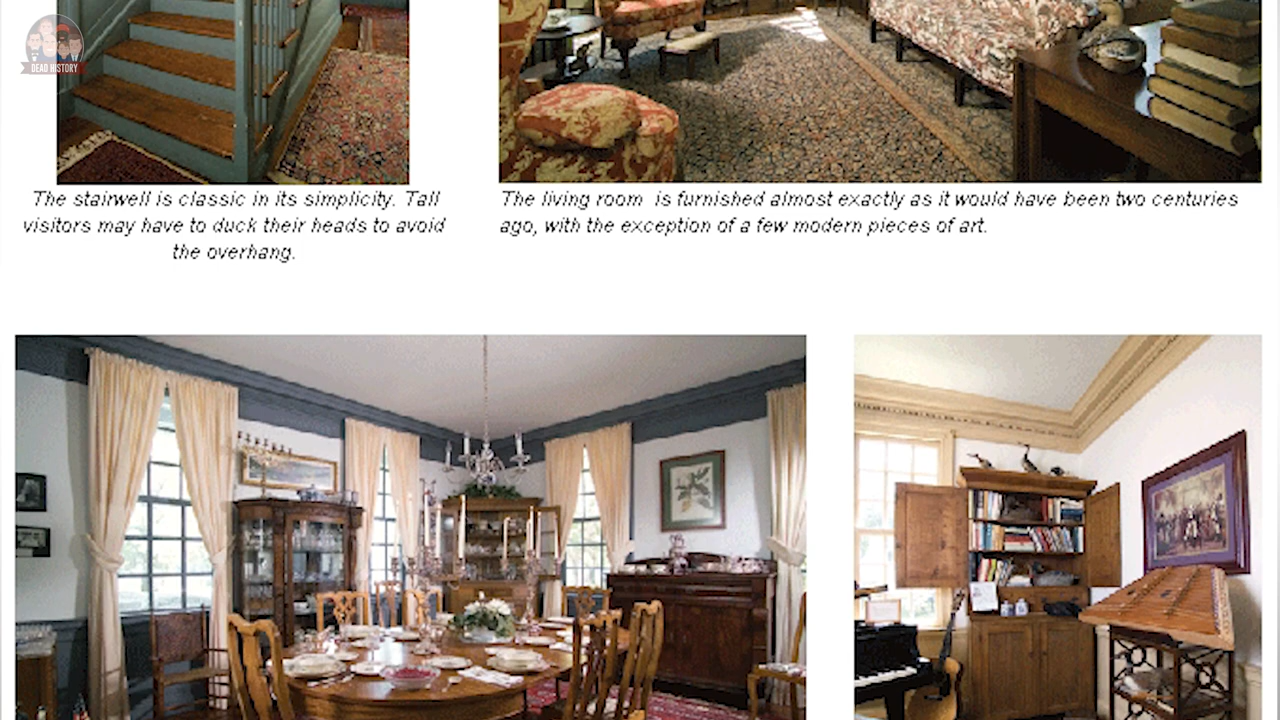 DEAD HISTORY
The stairwell is classic in its simplicity. Tall
visitors may have to duck their heads to avoid
the overhang.
The living room is furnished almost exactly as it would have been two centuries
ago, with the exception of a few modern pieces of art.